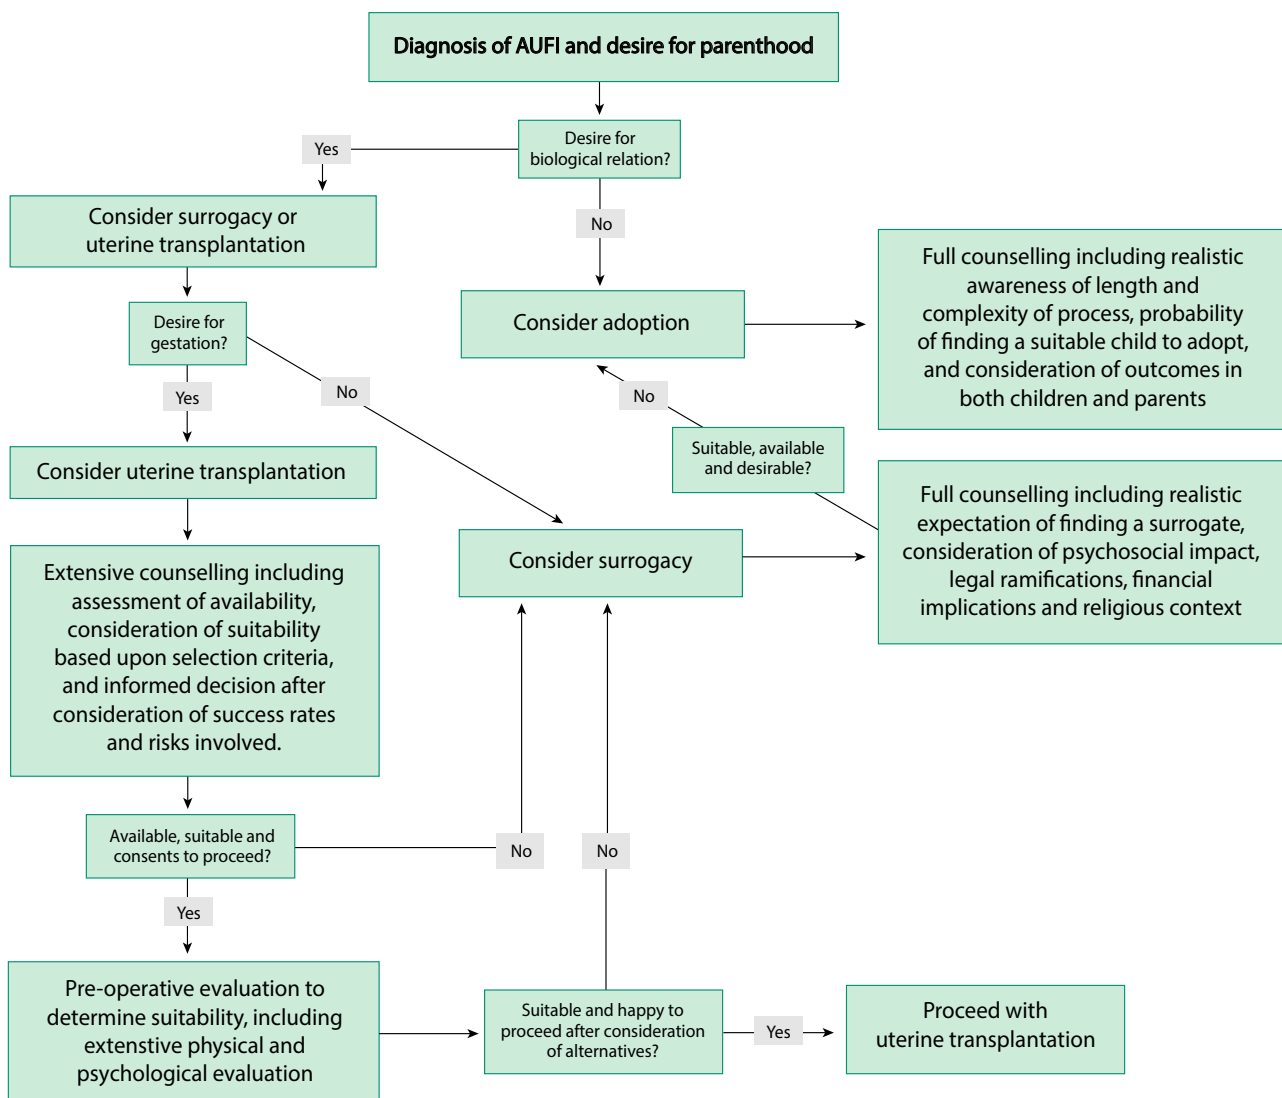 Diagnosis of AUFI and desire for parenthood
Desire for
biological relation?
Yes
No
Consider surrogacy or
uterine transplantation
Full counselling including realistic
awareness of length and
complexity of process, probability
of finding a suitable child to adopt,
and consideration of outcomes in
both children and parents
Consider adoption
Desire for
gestation?
Yes
No
No
Suitable, available
and desirable?
Consider uterine transplantation
Full counselling including realistic
expectation of finding a surrogate,
consideration of psychosocial impact,
legal ramifications, financial
implications and religious context
Consider surrogacy
Extensive counselling including
assessment of availability,
consideration of suitability
based upon selection criteria,
and informed decision after
consideration of success rates
and risks involved.
Available, suitable and
consents to proceed?
No
No
Yes
Pre-operative evaluation to
determine suitability, including
extenstive physical and
psychological evaluation
Suitable and happy to
proceed after consideration
of alternatives?
Yes
Proceed with
uterine transplantation